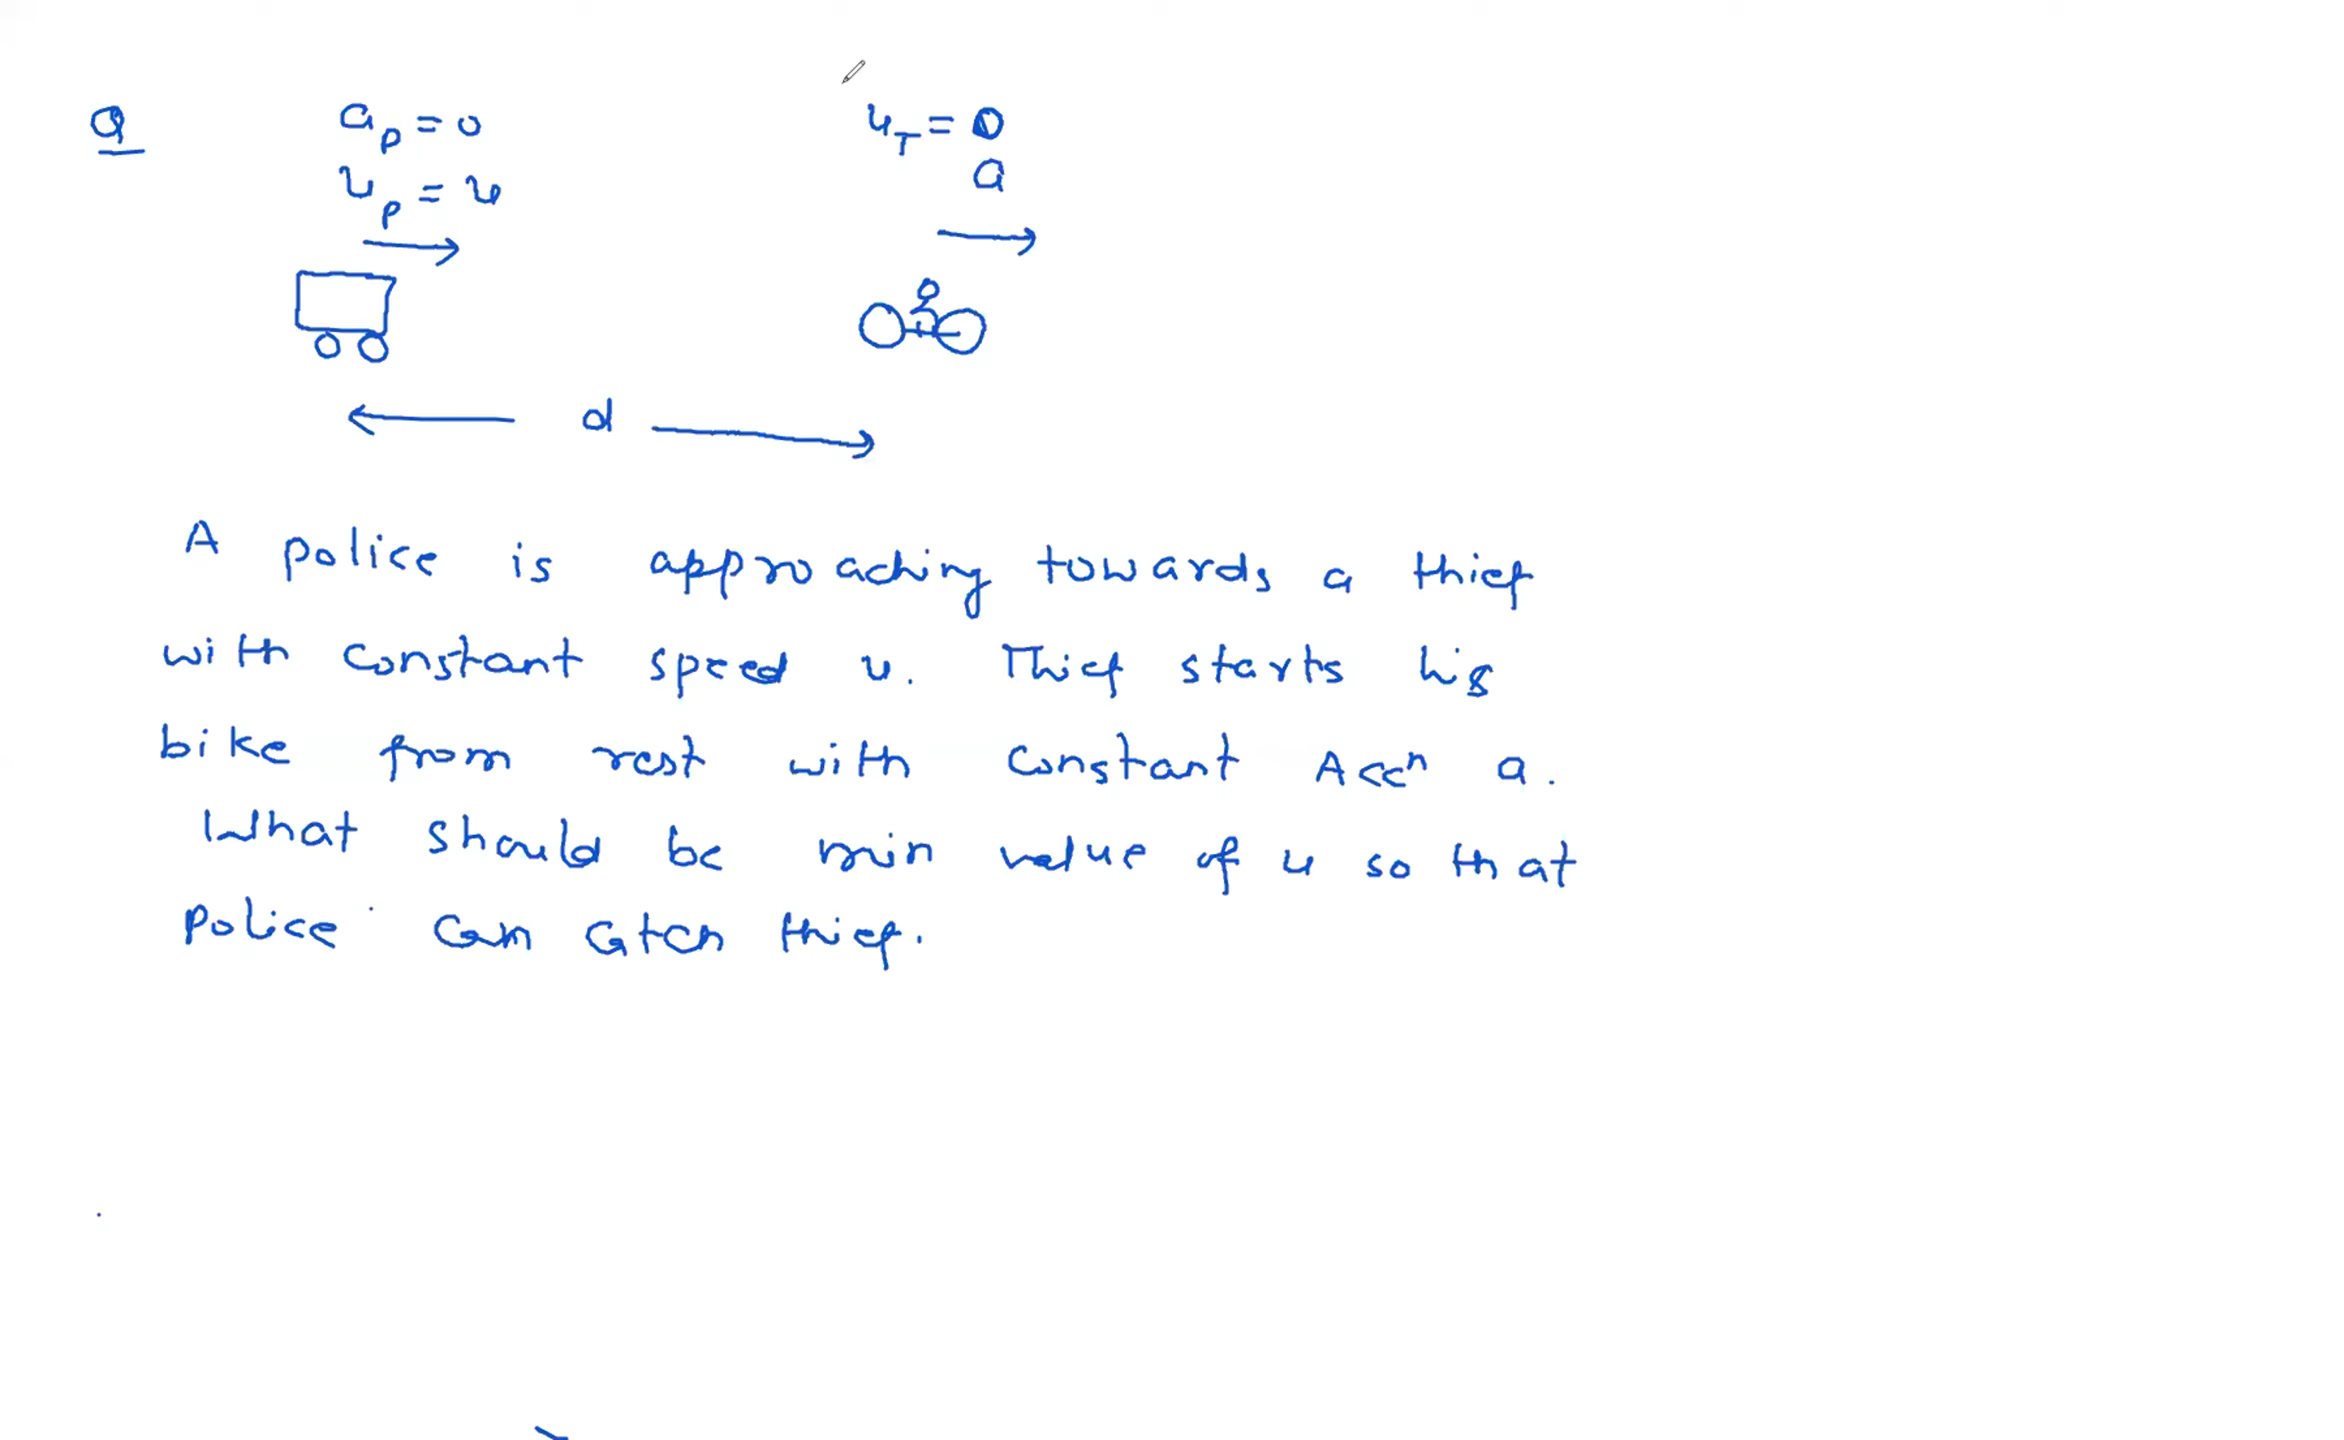 Q
a_p = 0
u_p = u
u_T = 0
a
d
A police is approaching towards a thief
with constant speed u. Thief starts his
bike from rest with constant Accn a.
What should be min value of u so that
police can catch thief.